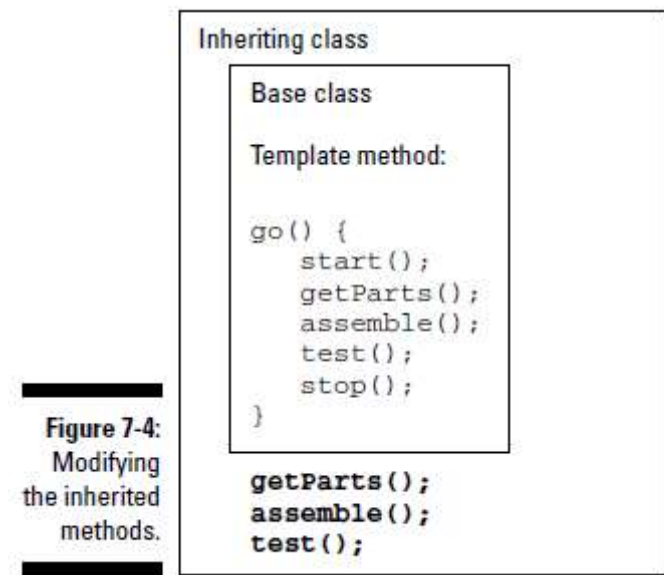 Inheriting class
Base class
Template method:
go() {
start();
getParts();
assemble();
test();
stop();
}
getParts();
assemble();
test();
Figure 7-4:
Modifying
the inherited
methods.